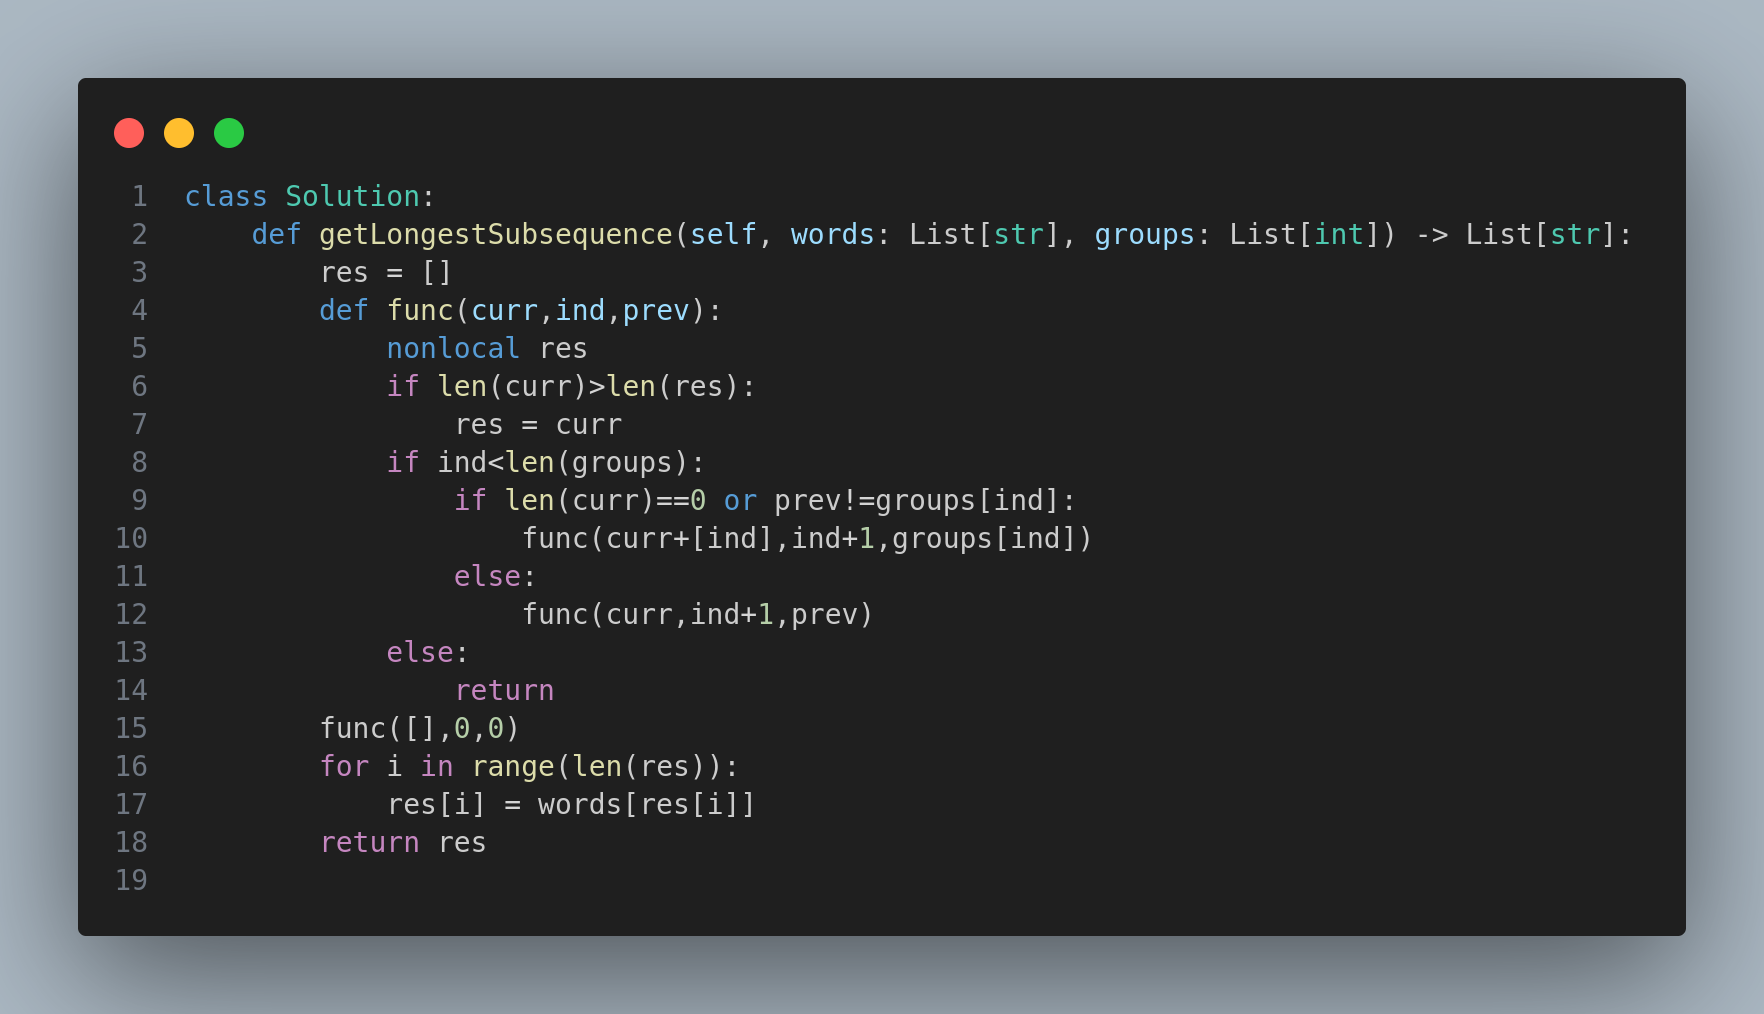 1 class Solution:
2     def getLongestSubsequence(self, words: List[str], groups: List[int]) -> List[str]:
3         res = []
4         def func(curr,ind,prev):
5             nonlocal res
6             if len(curr)>len(res):
7                 res = curr
8             if ind<len(groups):
9                 if len(curr)==0 or prev!=groups[ind]:
10                     func(curr+[ind],ind+1,groups[ind])
11                 else:
12                     func(curr,ind+1,prev)
13             else:
14                 return
15         func([],0,0)
16         for i in range(len(res)):
17             res[i] = words[res[i]]
18         return res
19